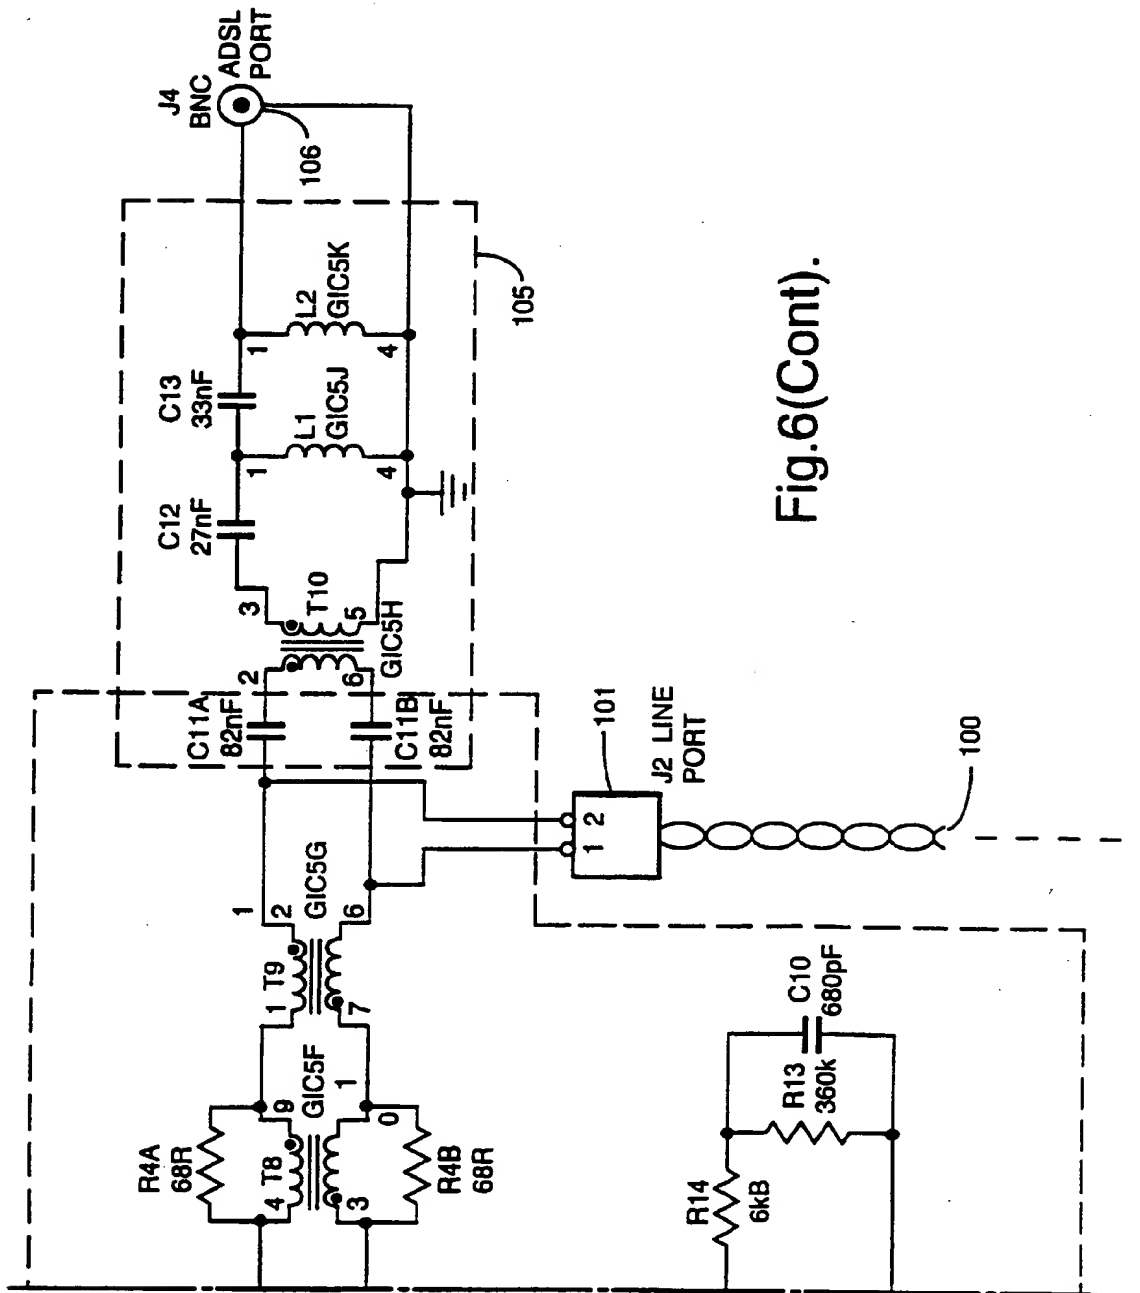 J4
BNC
ADSL
PORT
106
105
C13
33nF
1
L2
GIC5K
4
C12
27nF
1
L1
GIC5J
4
3
T10
5
GIC5H
2
6
C11A
82nF
C11B
82nF
101
J2 LINE
PORT
1
2
100
1
2
GIC5G
6
T9
1
7
GIC5F
9
1
0
R4A
68R
T8
4
3
R4B
68R
C10
680pF
R13
360k
R14
6kB
Fig.6(Cont).